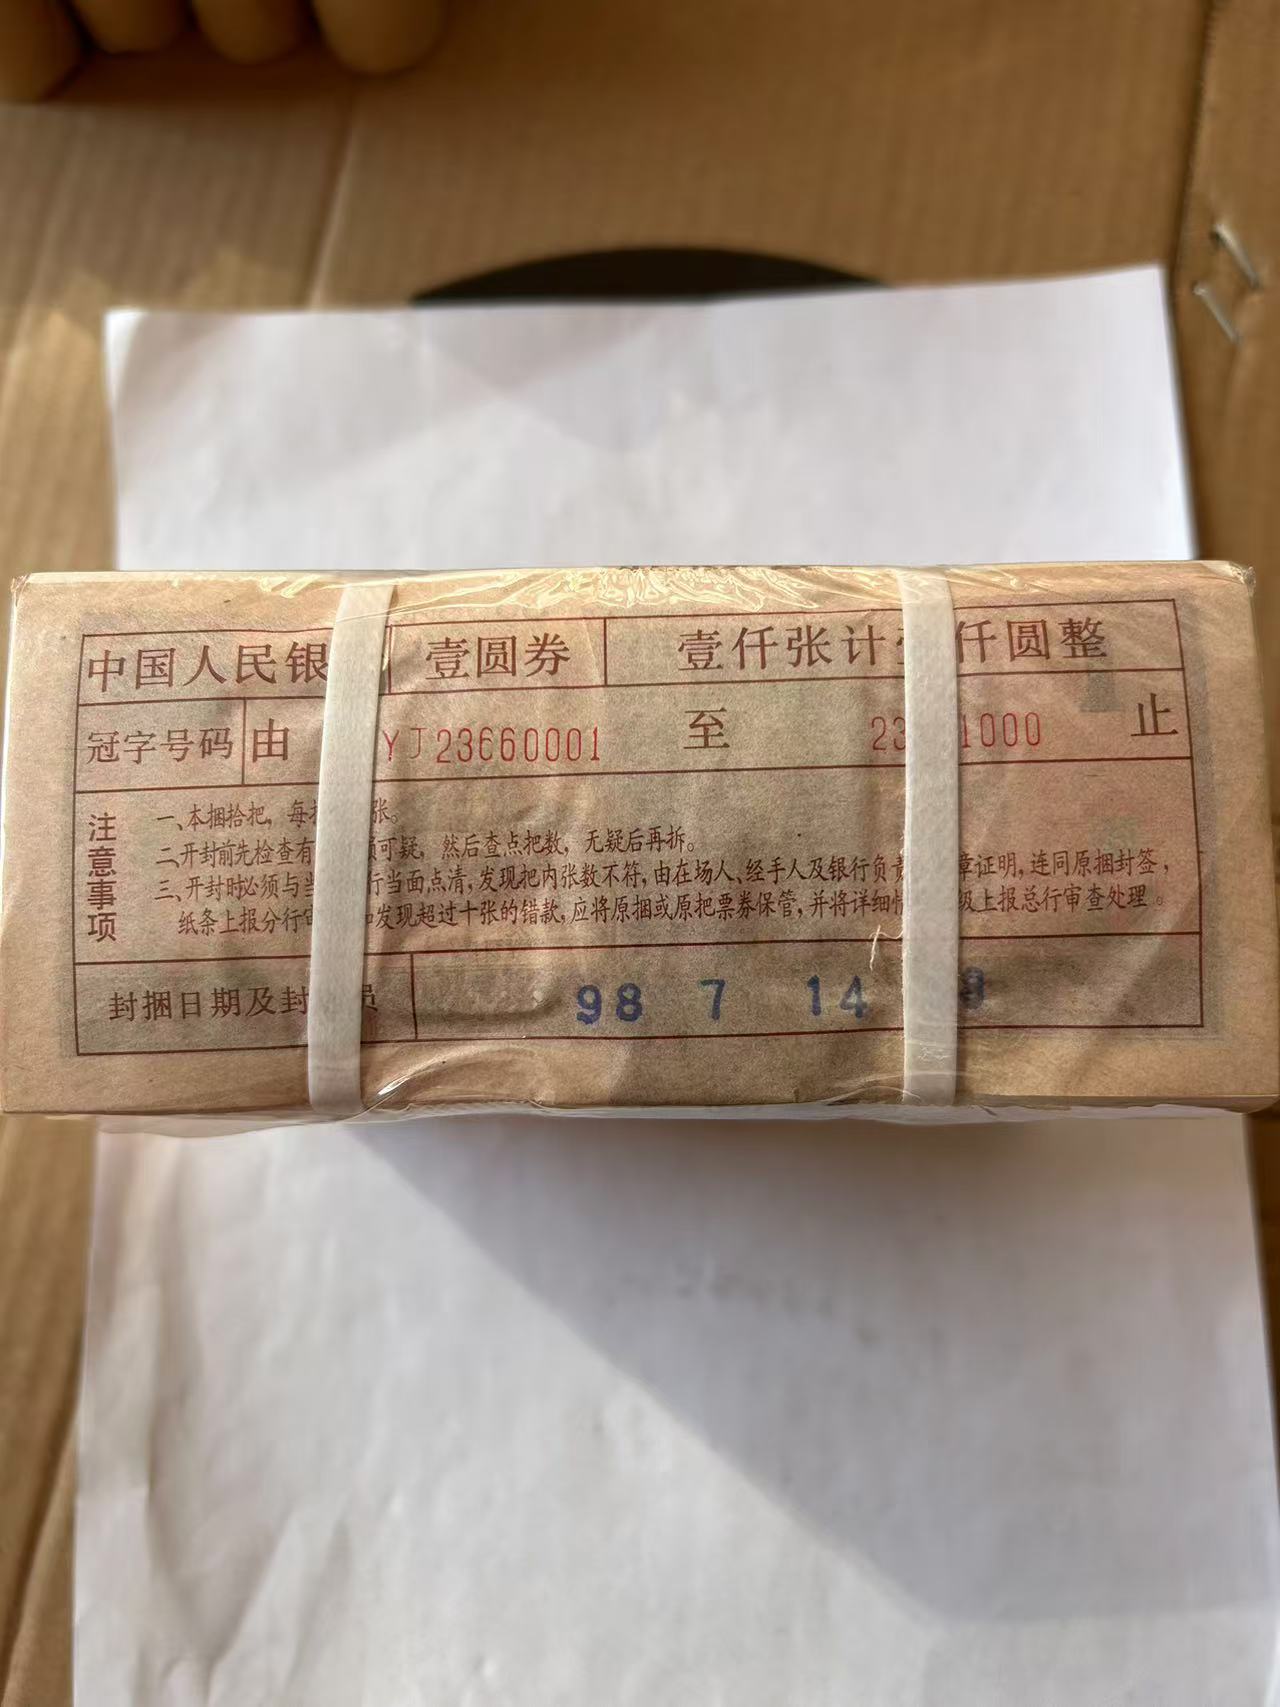 中国人民银 壹圆券 壹仟张计 仟圆整
冠字号码 由 YJ23660001 至 23 1000 止
注意事项
一、本捆拾把，每 张。
二、开封前先检查有 可疑，然后查点把数，无疑后再拆。
三、开封时必须与当 行当面点清，发现把内张数不符，由在场人、经手人及银行负责 章证明，连同原捆封签，
纸条上报分行 发现超过十张的错款，应将原捆或原把票券保管，并将详细情 级上报总行审查处理。
封捆日期及封 员 98 7 14